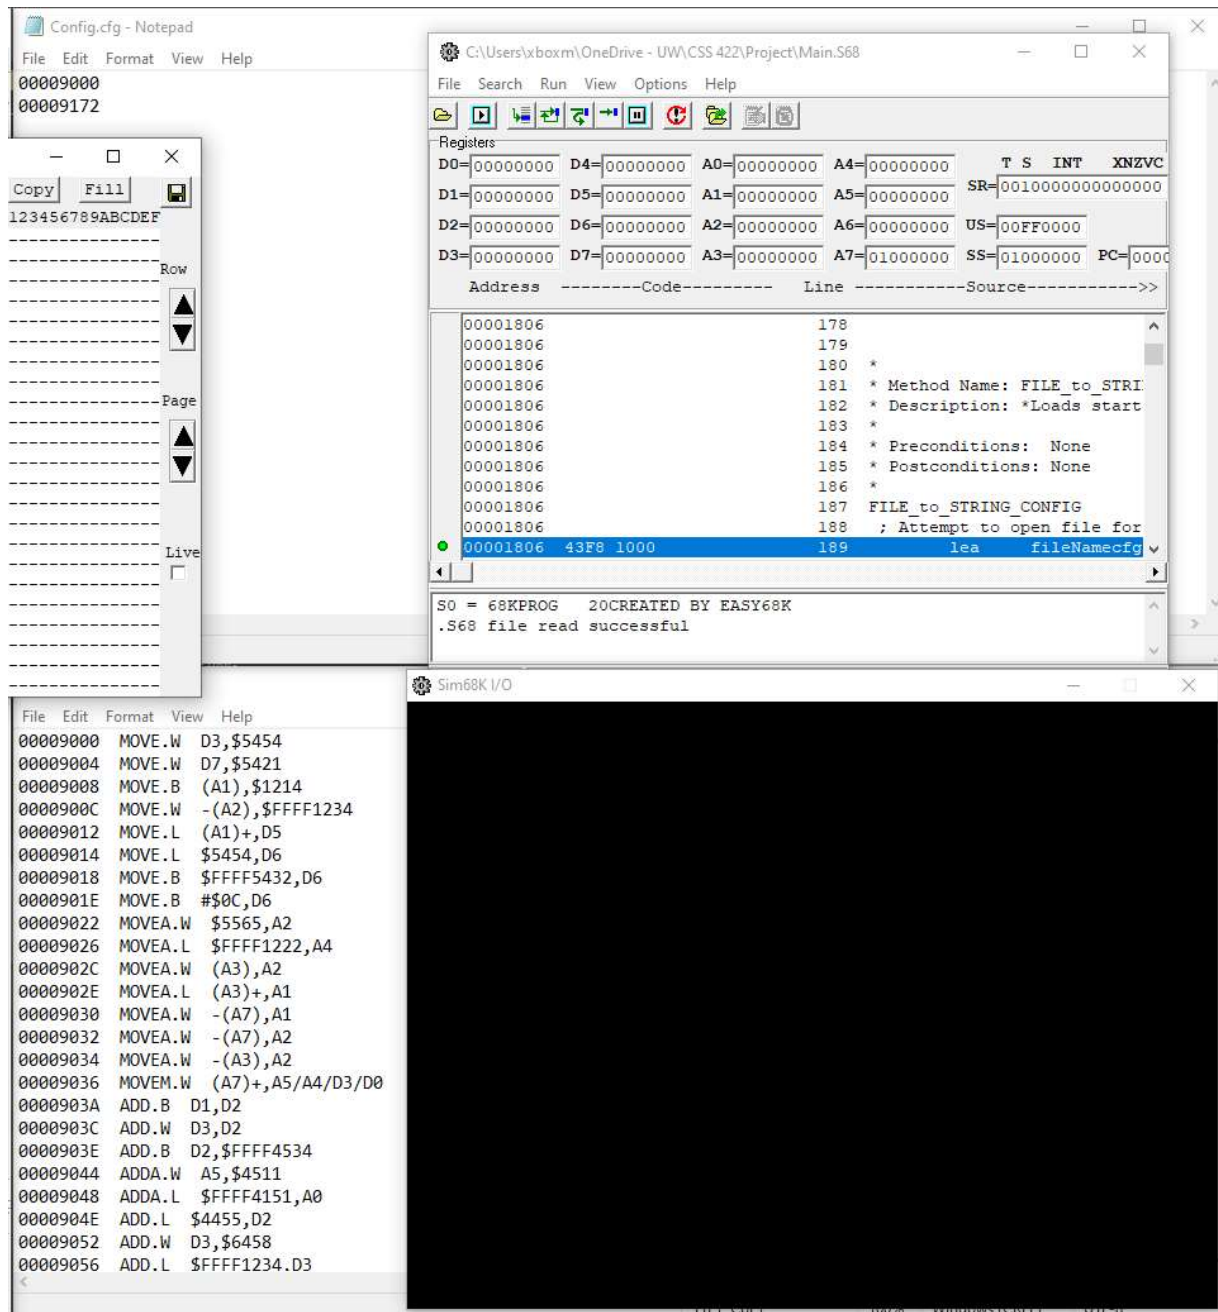 Config.cfg - Notepad
File Edit Format View Help
00009000
00009172
Copy Fill
123456789ABCDEF
Row
Page
Live
C:\Users\xboxm\OneDrive - UW\CSS 422\Project\Main.S68
File Search Run View Options Help
Registers
D0=00000000 D4=00000000 A0=00000000 A4=00000000 T S INT XNZVC
D1=00000000 D5=00000000 A1=00000000 A5=00000000 SR=0010000000000000
D2=00000000 D6=00000000 A2=00000000 A6=00000000 US=00FF0000
D3=00000000 D7=00000000 A3=00000000 A7=01000000 SS=01000000 PC=0000
Address --------Code--------- Line -----------Source----------->>
00001806 178
00001806 179
00001806 180 *
00001806 181 * Method Name: FILE_to_STRI
00001806 182 * Description: *Loads start
00001806 183 *
00001806 184 * Preconditions: None
00001806 185 * Postconditions: None
00001806 186 *
00001806 187 FILE_to_STRING_CONFIG
00001806 188 ; Attempt to open file for
00001806 43F8 1000 189 lea fileNamecfg
S0 = 68KPROG 20CREATED BY EASY68K
.S68 file read successful
Sim68K I/O
File Edit Format View Help
00009000 MOVE.W D3,$5454
00009004 MOVE.W D7,$5421
00009008 MOVE.B (A1),$1214
0000900C MOVE.W -(A2),$FFFF1234
00009012 MOVE.L (A1)+,D5
00009014 MOVE.L $5454,D6
00009018 MOVE.B $FFFF5432,D6
0000901E MOVE.B #$0C,D6
00009022 MOVEA.W $5565,A2
00009026 MOVEA.L $FFFF1222,A4
0000902C MOVEA.W (A3),A2
0000902E MOVEA.L (A3)+,A1
00009030 MOVEA.W -(A7),A1
00009032 MOVEA.W -(A7),A2
00009034 MOVEA.W -(A3),A2
00009036 MOVEM.W (A7)+,A5/A4/D3/D0
0000903A ADD.B D1,D2
0000903C ADD.W D3,D2
0000903E ADD.B D2,$FFFF4534
00009044 ADDA.W A5,$4511
00009048 ADDA.L $FFFF4151,A0
0000904E ADD.L $4455,D2
00009052 ADD.W D3,$6458
00009056 ADD.L $FFFF1234,D3